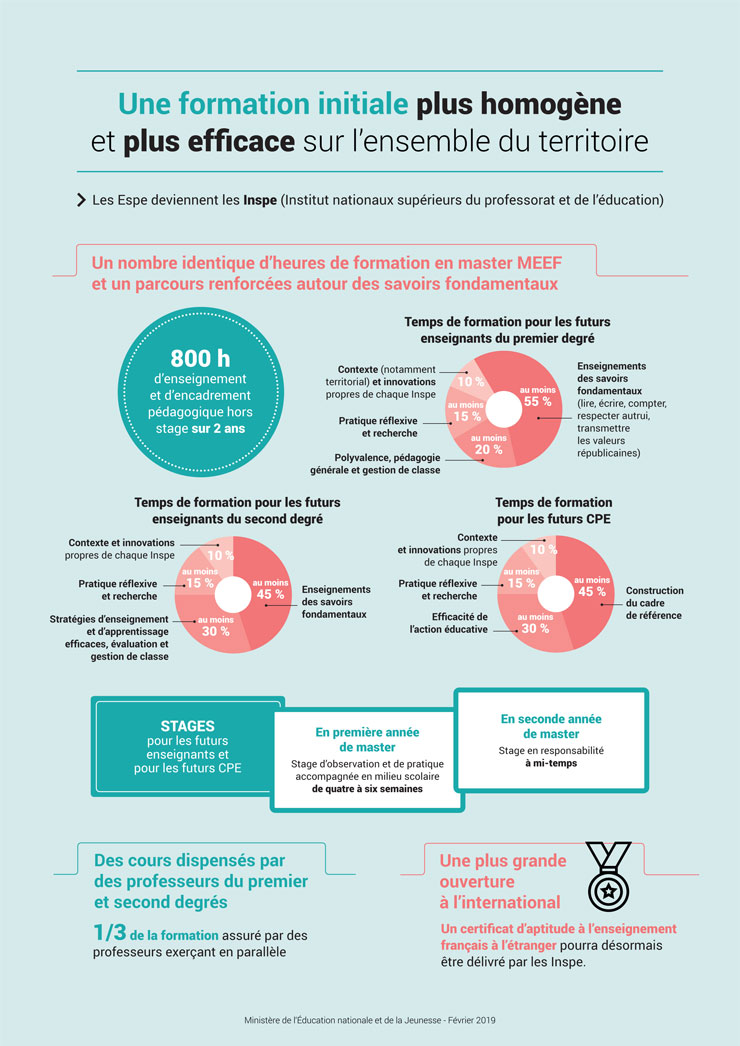 Une formation initiale plus homogène
et plus efficace sur l'ensemble du territoire
Les Espe deviennent les Inspe (Institut nationaux supérieurs du professorat et de l'éducation)
Un nombre identique d'heures de formation en master MEEF
et un parcours renforcées autour des savoirs fondamentaux
800 h
d'enseignement
et d'encadrement
pédagogique hors
stage sur 2 ans
Temps de formation pour les futurs
enseignants du premier degré
Contexte (notamment
territorial) et innovations
propres de chaque Inspe
10 %
Pratique réflexive
et recherche
au moins
15 %
Polyvalence, pédagogie
générale et gestion de classe
au moins
20 %
au moins
55 %
Enseignements
des savoirs
fondamentaux
(lire, écrire, compter,
respecter autrui,
transmettre
les valeurs
républicaines)
Temps de formation pour les futurs
enseignants du second degré
Contexte et innovations
propres de chaque Inspe
10 %
Pratique réflexive
et recherche
au moins
15 %
Stratégies d'enseignement
et d'apprentissage
efficaces, évaluation et
gestion de classe
au moins
30 %
au moins
45 %
Enseignements
des savoirs
fondamentaux
Temps de formation
pour les futurs CPE
Contexte
et innovations propres
de chaque Inspe
10 %
Pratique réflexive
et recherche
au moins
15 %
Efficacité de
l'action éducative
au moins
30 %
au moins
45 %
Construction
du cadre
de référence
STAGES
pour les futurs
enseignants et
pour les futurs CPE
En première année
de master
Stage d'observation et de pratique
accompagnée en milieu scolaire
de quatre à six semaines
En seconde année
de master
Stage en responsabilité
à mi-temps
Des cours dispensés par
des professeurs du premier
et second degrés
1/3 de la formation assuré par des
professeurs exerçant en parallèle
Une plus grande
ouverture
à l'international
Un certificat d'aptitude à l'enseignement
français à l'étranger pourra désormais
être délivré par les Inspe.
Ministère de l'Éducation nationale et de la Jeunesse - Février 2019